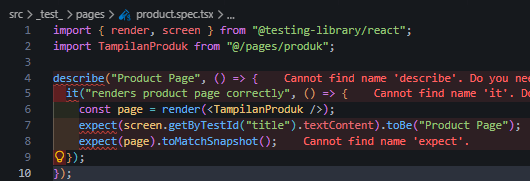 src > _test_ > pages > product.spec.tsx > ...
1 import { render, screen } from "@testing-library/react";
2 import TampilanProduk from "@/pages/produk";
3
4 describe("Product Page", () => { Cannot find name 'describe'. Do you nee
5 it("renders product page correctly", () => { Cannot find name 'it'. Do
6 const page = render(<TampilanProduk />);
7 expect(screen.getByTestId("title").textContent).toBe("Product Page");
8 expect(page).toMatchSnapshot(); Cannot find name 'expect'.
9 });
10 });